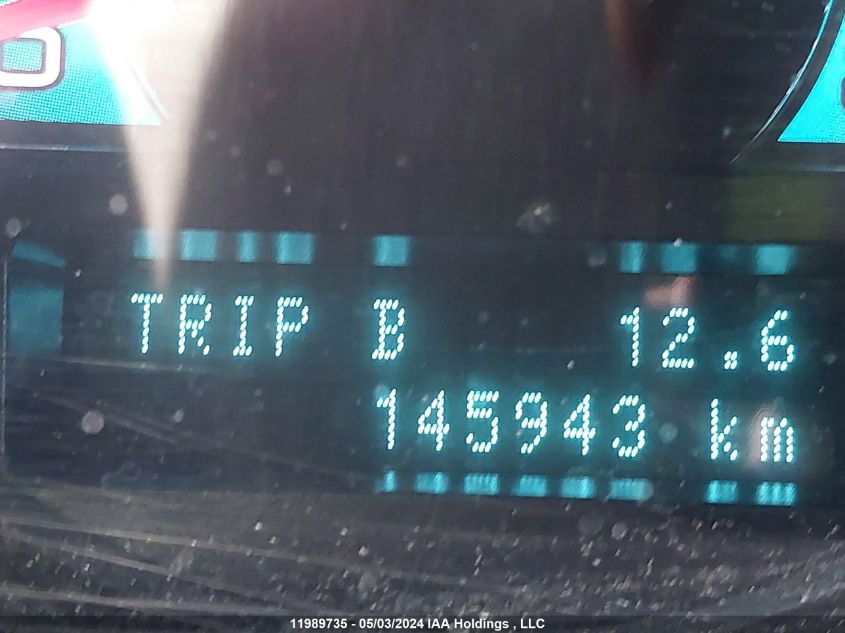 TRIP B 12.6
145943 km
11989735 - 05/03/2024 IAA Holdings , LLC